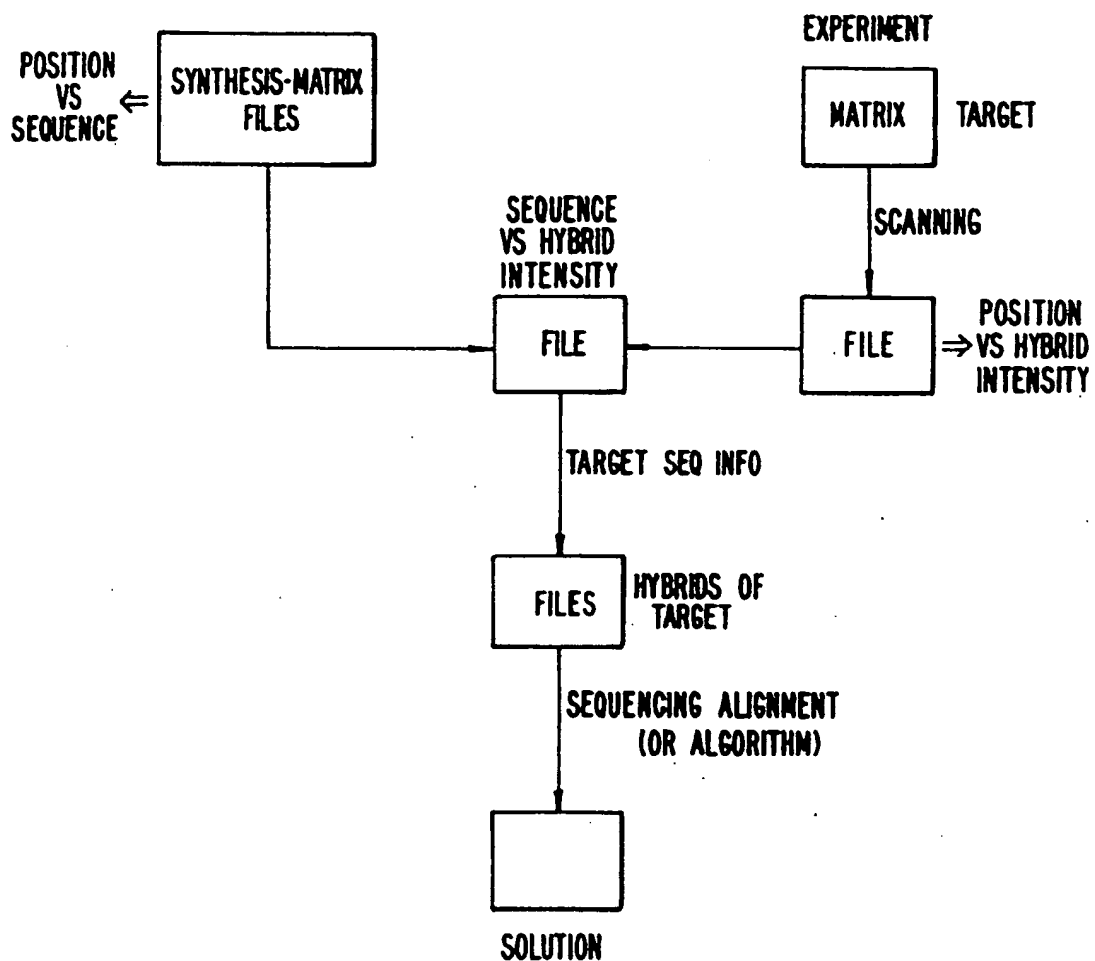 POSITION
VS
SEQUENCE
⇐
SYNTHESIS-MATRIX
FILES
EXPERIMENT
MATRIX
TARGET
SCANNING
SEQUENCE
VS HYBRID
INTENSITY
FILE
FILE
⇒
POSITION
VS HYBRID
INTENSITY
TARGET SEQ INFO
FILES
HYBRIDS OF
TARGET
SEQUENCING ALIGNMENT
(OR ALGORITHM)
SOLUTION